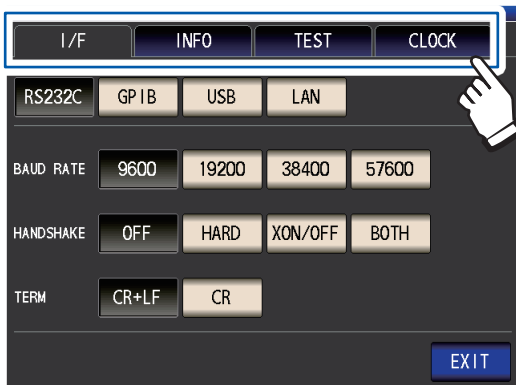 I/F INFO TEST CLOCK
RS232C GPIB USB LAN
BAUD RATE 9600 19200 38400 57600
HANDSHAKE OFF HARD XON/OFF BOTH
TERM CR+LF CR
EXIT